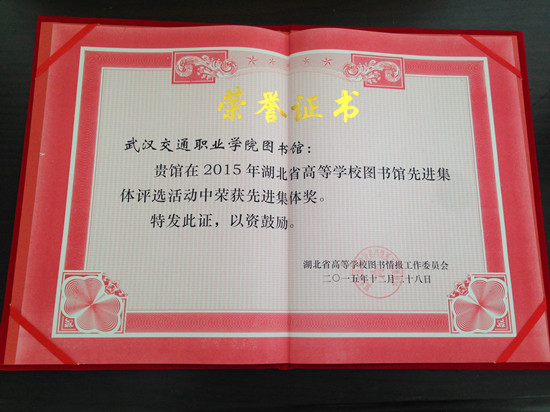 荣誉证书
武汉交通职业学院图书馆：
贵馆在2015年湖北省高等学校图书馆先进集
体评选活动中荣获先进集体奖。
特发此证，以资鼓励。
湖北省高等学校图书情报工作委员会
二〇一五年十二月二十八日